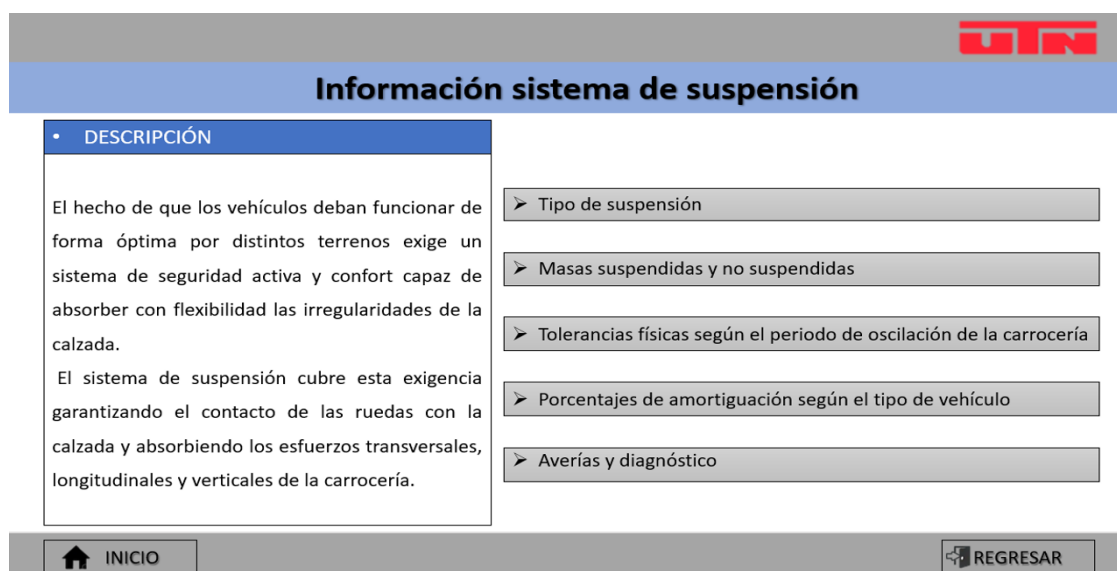 UTN
Información sistema de suspensión
• DESCRIPCIÓN
El hecho de que los vehículos deban funcionar de
forma óptima por distintos terrenos exige un
sistema de seguridad activa y confort capaz de
absorber con flexibilidad las irregularidades de la
calzada.
El sistema de suspensión cubre esta exigencia
garantizando el contacto de las ruedas con la
calzada y absorbiendo los esfuerzos transversales,
longitudinales y verticales de la carrocería.
➢ Tipo de suspensión
➢ Masas suspendidas y no suspendidas
➢ Tolerancias físicas según el periodo de oscilación de la carrocería
➢ Porcentajes de amortiguación según el tipo de vehículo
➢ Averías y diagnóstico
INICIO
REGRESAR